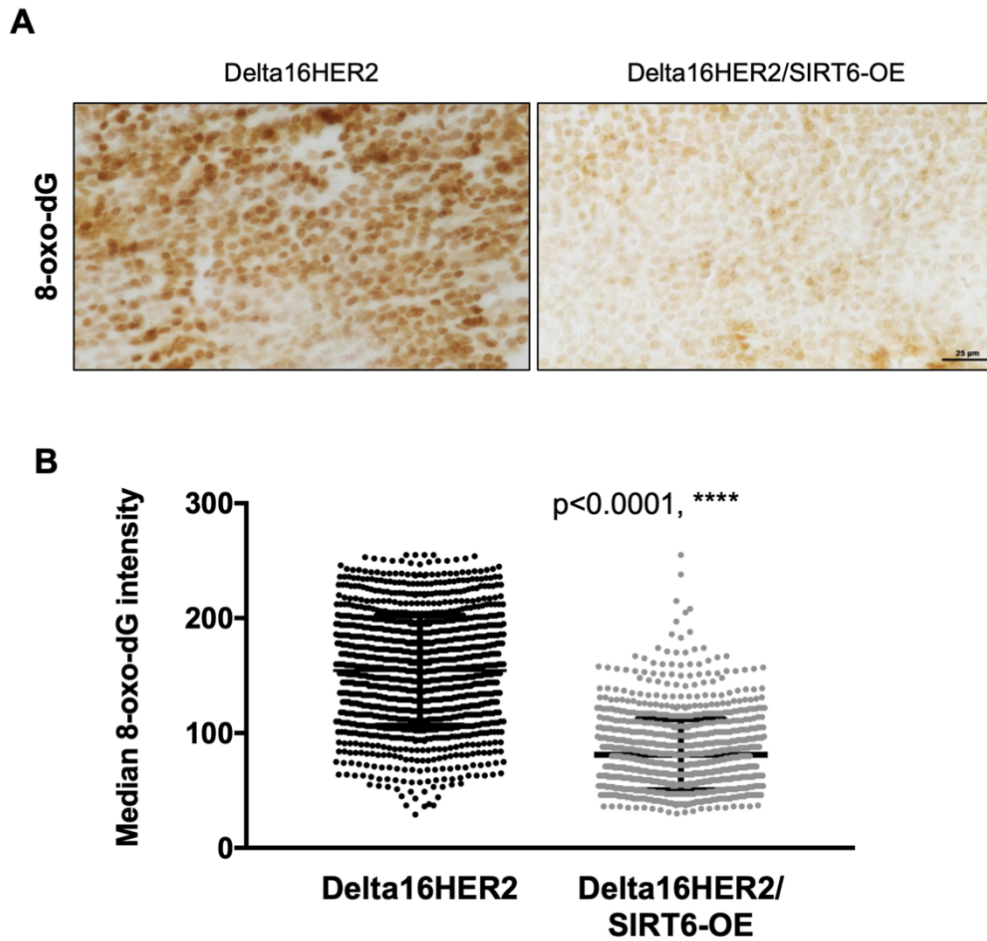 A
Delta16HER2
Delta16HER2/SIRT6-OE
8-oxo-dG
25 µm
B
Median 8-oxo-dG intensity
300
200
100
0
p<0.0001, ****
Delta16HER2
Delta16HER2/
SIRT6-OE